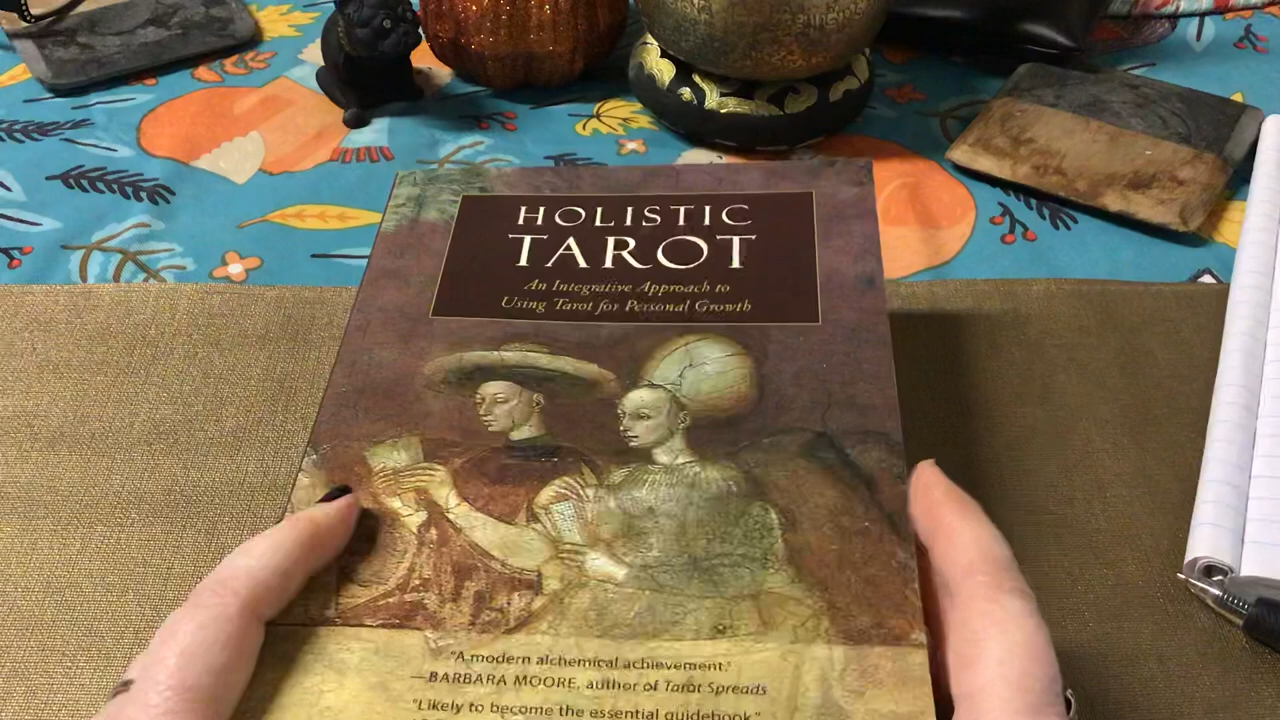 HOLISTIC
TAROT
An Integrative Approach to
Using Tarot for Personal Growth
"A modern alchemical achievement."
—BARBARA MOORE, author of Tarot Spreads
"Likely to become the essential guidebook."